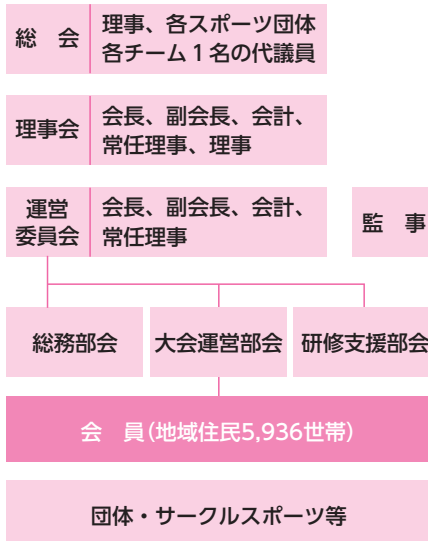 総　会
理事、各スポーツ団体
各チーム１名の代議員
理事会
会長、副会長、会計、
常任理事、理事
運営
委員会
会長、副会長、会計、
常任理事
監　事
総務部会
大会運営部会
研修支援部会
会　員（地域住民5,936世帯）
団体・サークルスポーツ等